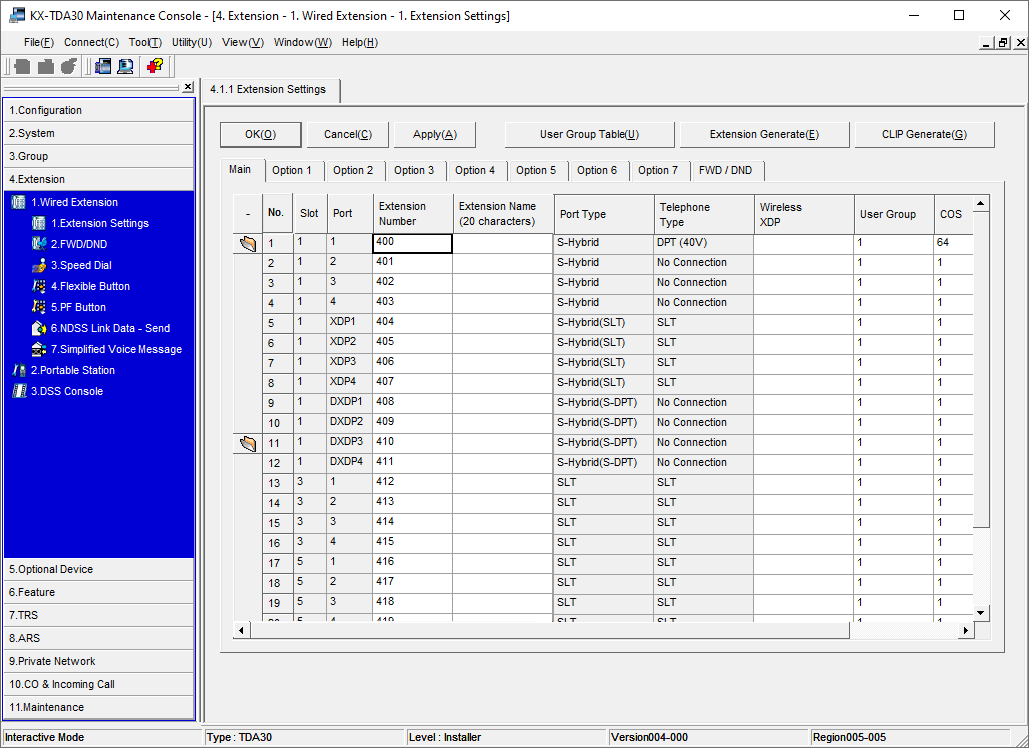 KX-TDA30 Maintenance Console - [4. Extension - 1. Wired Extension - 1. Extension Settings]
File(F) Connect(C) Tool(T) Utility(U) View(V) Window(W) Help(H)
4.1.1 Extension Settings
1.Configuration
2.System
3.Group
4.Extension
1.Wired Extension
1.Extension Settings
2.FWD/DND
3.Speed Dial
4.Flexible Button
5.PF Button
6.NDSS Link Data - Send
7.Simplified Voice Message
2.Portable Station
3.DSS Console
5.Optional Device
6.Feature
7.TRS
8.ARS
9.Private Network
10.CO & Incoming Call
11.Maintenance
OK(O) Cancel(C) Apply(A) User Group Table(U) Extension Generate(E) CLIP Generate(G)
Main Option 1 Option 2 Option 3 Option 4 Option 5 Option 6 Option 7 FWD / DND
- No. Slot Port Extension Number Extension Name (20 characters) Port Type Telephone Type Wireless XDP User Group COS
1 1 1 400 S-Hybrid DPT (40V) 1 64
2 1 2 401 S-Hybrid No Connection 1 1
3 1 3 402 S-Hybrid No Connection 1 1
4 1 4 403 S-Hybrid No Connection 1 1
5 1 XDP1 404 S-Hybrid(SLT) SLT 1 1
6 1 XDP2 405 S-Hybrid(SLT) SLT 1 1
7 1 XDP3 406 S-Hybrid(SLT) SLT 1 1
8 1 XDP4 407 S-Hybrid(SLT) SLT 1 1
9 1 DXDP1 408 S-Hybrid(S-DPT) No Connection 1 1
10 1 DXDP2 409 S-Hybrid(S-DPT) No Connection 1 1
11 1 DXDP3 410 S-Hybrid(S-DPT) No Connection 1 1
12 1 DXDP4 411 S-Hybrid(S-DPT) No Connection 1 1
13 3 1 412 SLT SLT 1 1
14 3 2 413 SLT SLT 1 1
15 3 3 414 SLT SLT 1 1
16 3 4 415 SLT SLT 1 1
17 5 1 416 SLT SLT 1 1
18 5 2 417 SLT SLT 1 1
19 5 3 418 SLT SLT 1 1
20 5 4 419 SLT SLT 1 1
Interactive Mode Type : TDA30 Level : Installer Version004-000 Region005-005